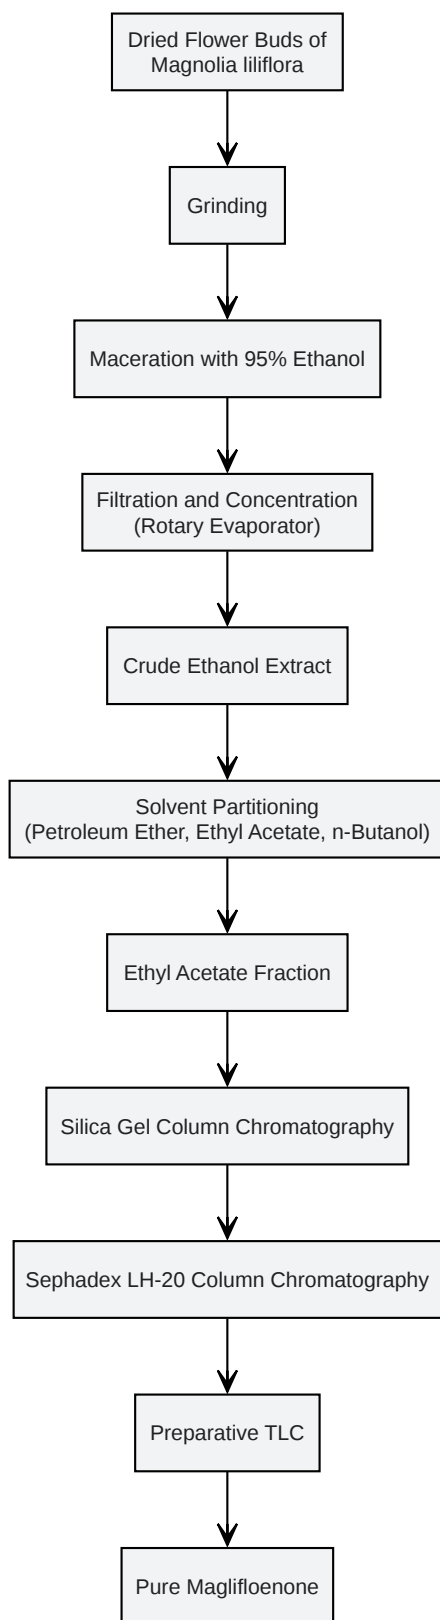 Dried Flower Buds of
Magnolia liliflora
Grinding
Maceration with 95% Ethanol
Filtration and Concentration
(Rotary Evaporator)
Crude Ethanol Extract
Solvent Partitioning
(Petroleum Ether, Ethyl Acetate, n-Butanol)
Ethyl Acetate Fraction
Silica Gel Column Chromatography
Sephadex LH-20 Column Chromatography
Preparative TLC
Pure Maglifloenone